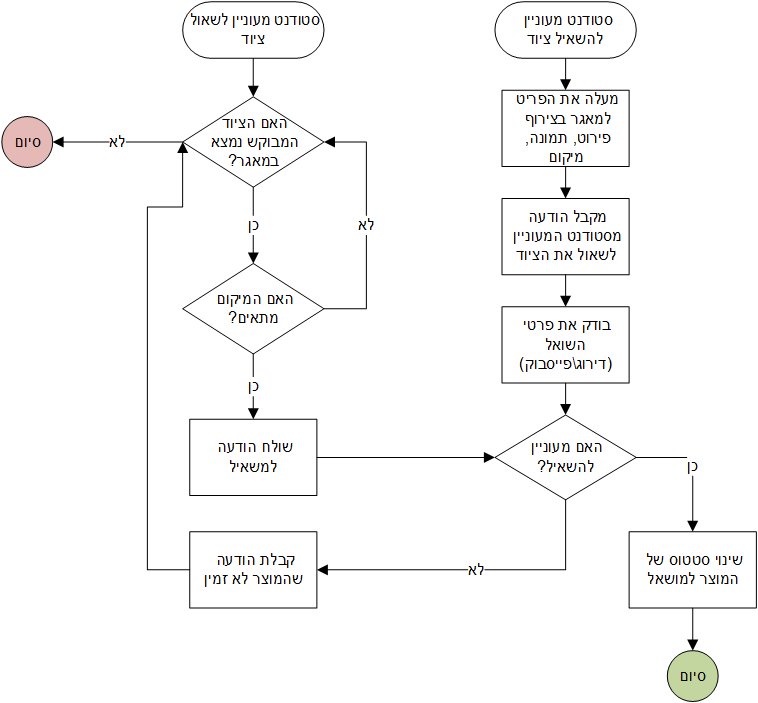 סטודנט מעוניין לשאול
ציוד
סטודנט מעוניין
להשאיל ציוד
מעלה את הפריט
למאגר בצירוף
פירוט, תמונה,
מיקום
האם הציוד
המבוקש נמצא
במאגר?
לא
סיום
כן
לא
מקבל הודעה
מסטודנט המעוניין
לשאול את הציוד
האם המיקום
מתאים?
בודק את פרטי
השואל
(דירוג\פייסבוק)
כן
שולח הודעה
למשאיל
האם מעוניין
להשאיל?
כן
קבלת הודעה
שהמוצר לא זמין
לא
שינוי סטטוס של
המוצר למושאל
סיום